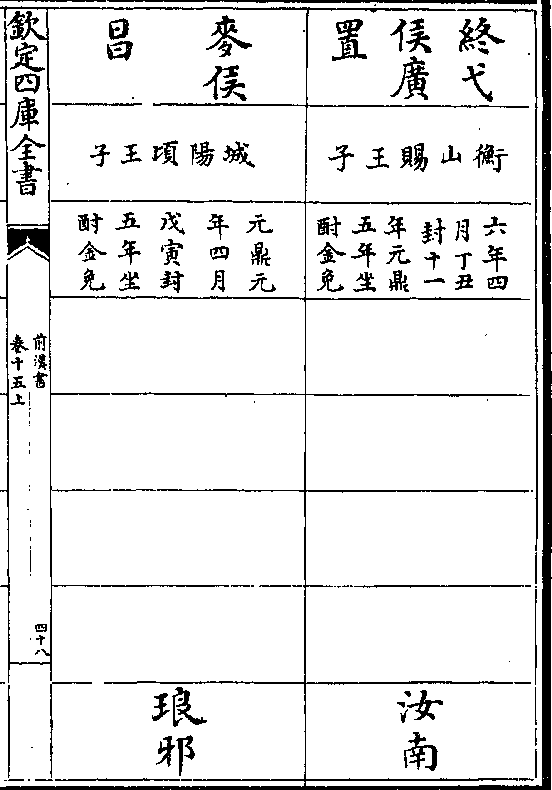 終弋
侯廣
置
衡山賜王子
六年四
月丁丑
封十一
年元鼎
五年坐
酎金免
汝南
麥侯
昌
城陽頃王子
元鼎元
年四月
戊寅封
五年坐
酎金免
琅邪
欽定四庫全書
前漢書
卷十五上
四十八